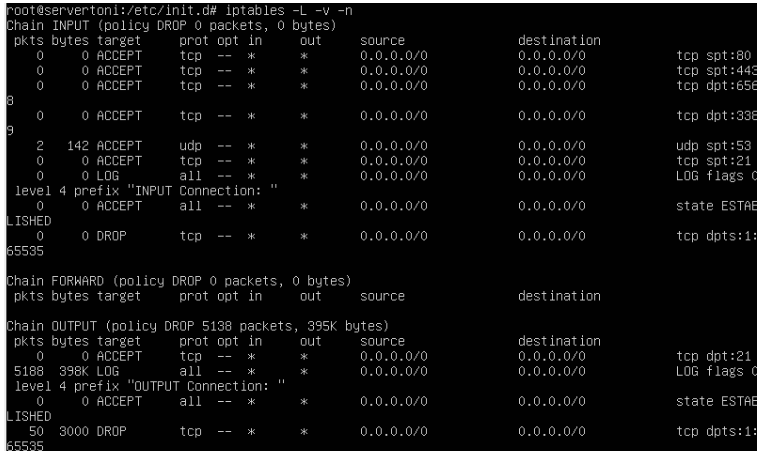 root@servertoni:/etc/init.d# iptables -L -v -n
Chain INPUT (policy DROP 0 packets, 0 bytes)
pkts bytes target prot opt in out source destination
0 0 ACCEPT tcp -- * * 0.0.0.0/0 0.0.0.0/0 tcp spt:80
0 0 ACCEPT tcp -- * * 0.0.0.0/0 0.0.0.0/0 tcp spt:443
0 0 ACCEPT tcp -- * * 0.0.0.0/0 0.0.0.0/0 tcp dpt:656
8
0 0 ACCEPT tcp -- * * 0.0.0.0/0 0.0.0.0/0 tcp dpt:338
9
2 142 ACCEPT udp -- * * 0.0.0.0/0 0.0.0.0/0 udp spt:53
0 0 ACCEPT tcp -- * * 0.0.0.0/0 0.0.0.0/0 tcp spt:21
0 0 LOG all -- * * 0.0.0.0/0 0.0.0.0/0 LOG flags 0
level 4 prefix "INPUT Connection: "
0 0 ACCEPT all -- * * 0.0.0.0/0 0.0.0.0/0 state ESTAB
LISHED
0 0 DROP tcp -- * * 0.0.0.0/0 0.0.0.0/0 tcp dpts:1:
65535
Chain FORWARD (policy DROP 0 packets, 0 bytes)
pkts bytes target prot opt in out source destination
Chain OUTPUT (policy DROP 5138 packets, 395K bytes)
pkts bytes target prot opt in out source destination
0 0 ACCEPT tcp -- * * 0.0.0.0/0 0.0.0.0/0 tcp dpt:21
5188 398K LOG all -- * * 0.0.0.0/0 0.0.0.0/0 LOG flags 0
level 4 prefix "OUTPUT Connection: "
0 0 ACCEPT all -- * * 0.0.0.0/0 0.0.0.0/0 state ESTAB
LISHED
50 3000 DROP tcp -- * * 0.0.0.0/0 0.0.0.0/0 tcp dpts:1:
65535